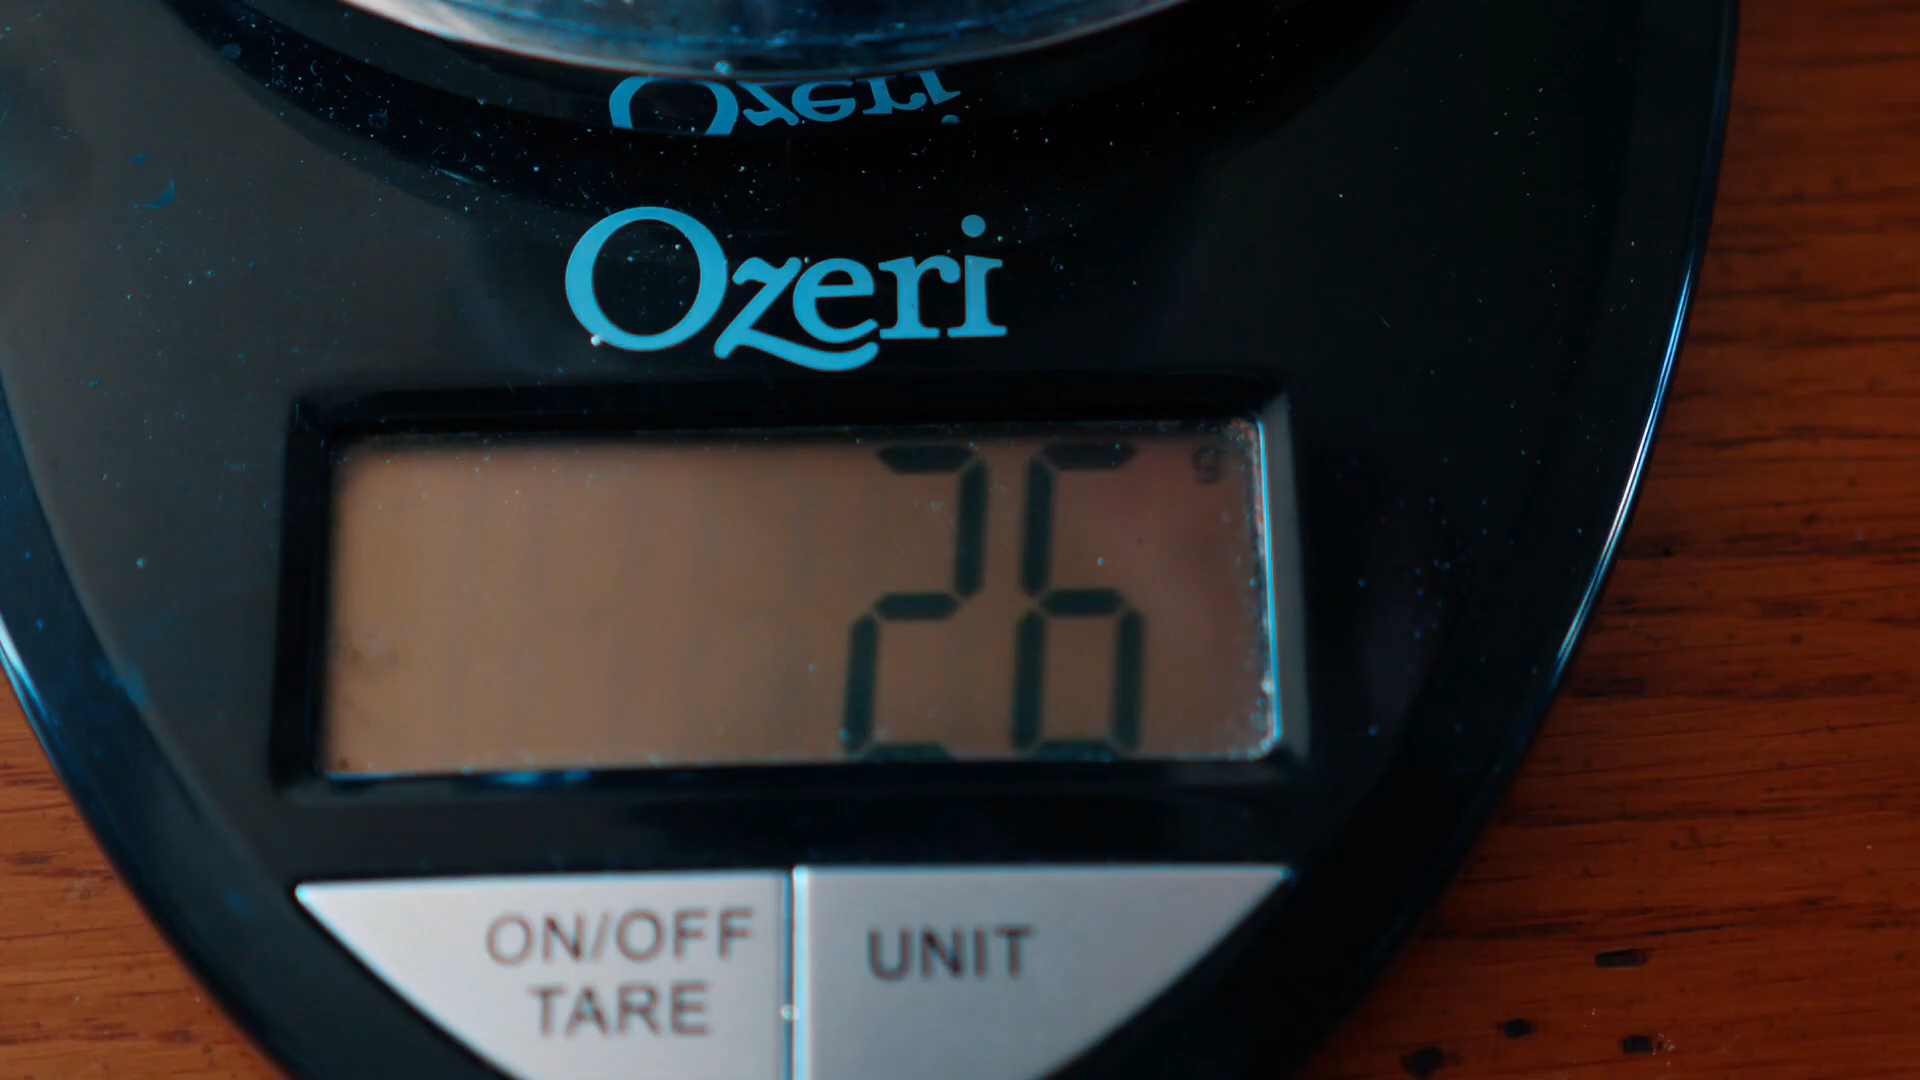 Ozeri
Ozeri
26 g
ON/OFF
TARE
UNIT